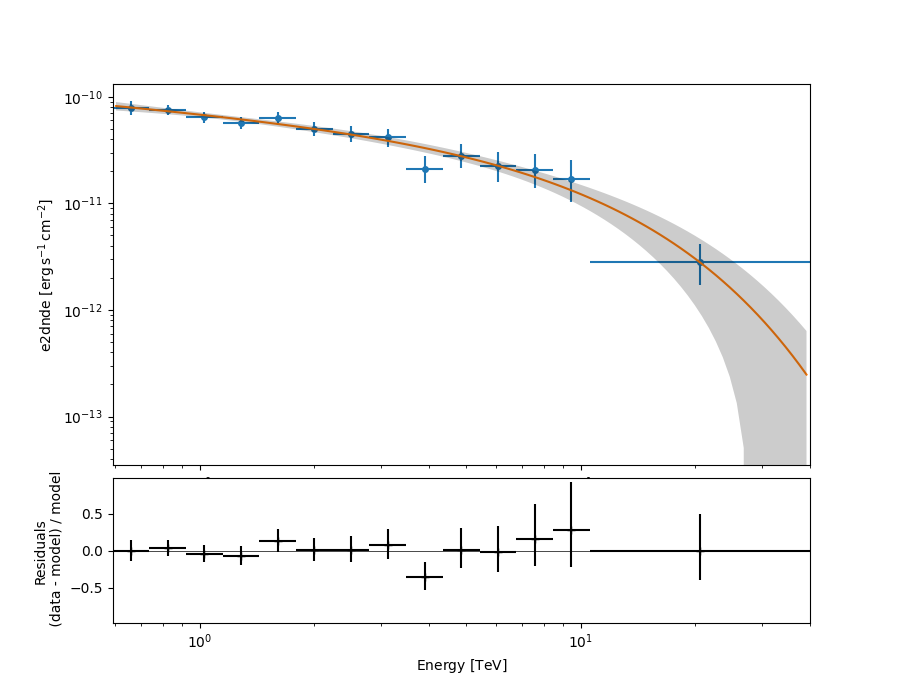 10⁻¹⁰
10⁻¹¹
10⁻¹²
10⁻¹³
e2dnde [erg s⁻¹ cm⁻²]
0.5
0.0
−0.5
Residuals
(data - model) / model
10⁰
10¹
Energy [TeV]